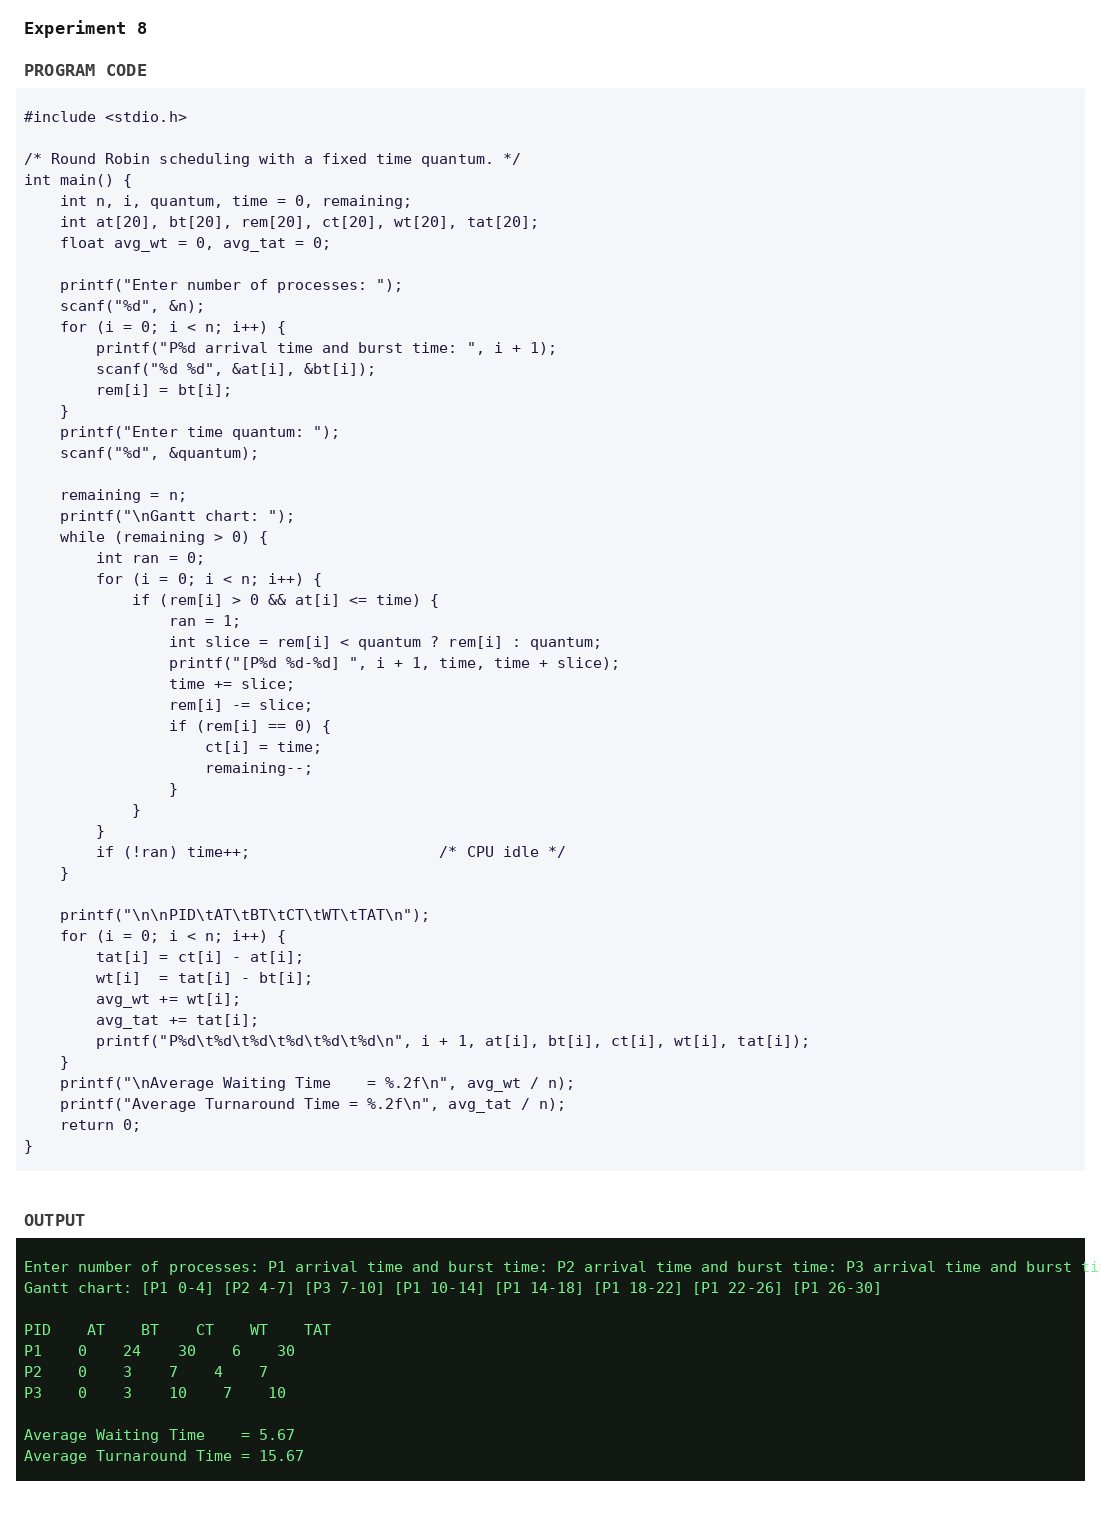 Experiment 8
PROGRAM CODE
#include <stdio.h>
/* Round Robin scheduling with a fixed time quantum. */
int main() {
    int n, i, quantum, time = 0, remaining;
    int at[20], bt[20], rem[20], ct[20], wt[20], tat[20];
    float avg_wt = 0, avg_tat = 0;
    printf("Enter number of processes: ");
    scanf("%d", &n);
    for (i = 0; i < n; i++) {
        printf("P%d arrival time and burst time: ", i + 1);
        scanf("%d %d", &at[i], &bt[i]);
        rem[i] = bt[i];
    }
    printf("Enter time quantum: ");
    scanf("%d", &quantum);
    remaining = n;
    printf("\nGantt chart: ");
    while (remaining > 0) {
        int ran = 0;
        for (i = 0; i < n; i++) {
            if (rem[i] > 0 && at[i] <= time) {
                ran = 1;
                int slice = rem[i] < quantum ? rem[i] : quantum;
                printf("[P%d %d-%d] ", i + 1, time, time + slice);
                time += slice;
                rem[i] -= slice;
                if (rem[i] == 0) {
                    ct[i] = time;
                    remaining--;
                }
            }
        }
        if (!ran) time++;                     /* CPU idle */
    }
    printf("\n\nPID\tAT\tBT\tCT\tWT\tTAT\n");
    for (i = 0; i < n; i++) {
        tat[i] = ct[i] - at[i];
        wt[i]  = tat[i] - bt[i];
        avg_wt += wt[i];
        avg_tat += tat[i];
        printf("P%d\t%d\t%d\t%d\t%d\t%d\n", i + 1, at[i], bt[i], ct[i], wt[i], tat[i]);
    }
    printf("\nAverage Waiting Time    = %.2f\n", avg_wt / n);
    printf("Average Turnaround Time = %.2f\n", avg_tat / n);
    return 0;
}
OUTPUT
Enter number of processes: P1 arrival time and burst time: P2 arrival time and burst time: P3 arrival time and burst
Gantt chart: [P1 0-4] [P2 4-7] [P3 7-10] [P1 10-14] [P1 14-18] [P1 18-22] [P1 22-26] [P1 26-30]
PID    AT    BT    CT    WT    TAT
P1    0    24    30    6    30
P2    0    3    7    4    7
P3    0    3    10    7    10
Average Waiting Time    = 5.67
Average Turnaround Time = 15.67